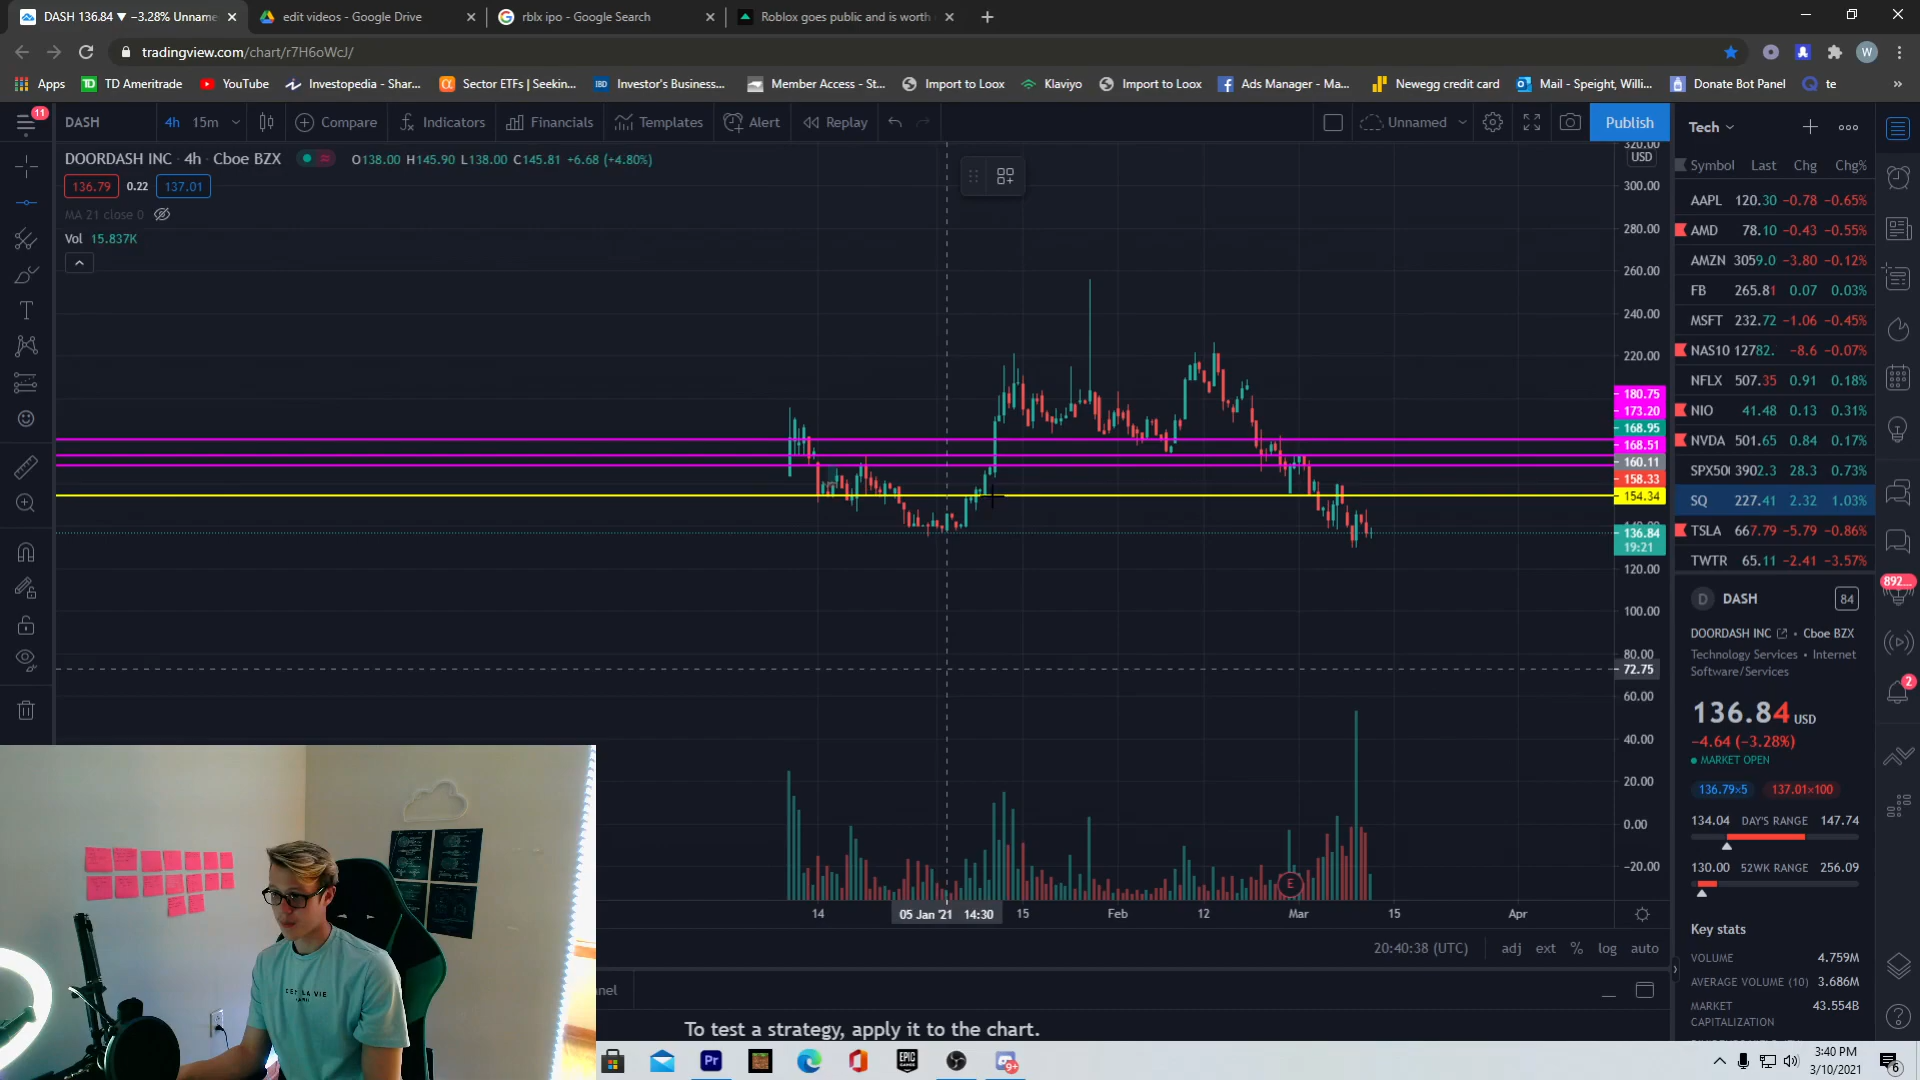 DASH 136.84 ▼ −3.28% Unname
edit videos - Google Drive
rblx ipo - Google Search
Roblox goes public and is worth
tradingview.com/chart/r7H6oWcJ/
W
Apps
TD Ameritrade
YouTube
Investopedia - Shar...
Sector ETFs | Seekin...
Investor's Business...
Member Access - St...
Import to Loox
Klaviyo
Import to Loox
Ads Manager - Ma...
Newegg credit card
Mail - Speight, Willi...
Donate Bot Panel
te
»
11
DASH
4h
15m
Compare
Indicators
Financials
Templates
Alert
Replay
Unnamed
Publish
DOORDASH INC · 4h · Cboe BZX
O138.00 H145.90 L138.00 C145.81 +6.68 (+4.80%)
136.79
0.22
137.01
MA 21 close 0
Vol 15.837K
320.00
USD
300.00
280.00
260.00
240.00
220.00
180.75
173.20
168.95
168.51
160.11
158.33
154.34
136.84
19:21
120.00
100.00
80.00
72.75
60.00
40.00
20.00
0.00
−20.00
E
14
05 Jan '21 14:30
15
Feb
12
Mar
15
Apr
20:40:38 (UTC)
adj
ext
%
log
auto
nel
To test a strategy, apply it to the chart.
Tech
Symbol Last Chg Chg%
AAPL 120.30 −0.78 −0.65%
AMD 78.10 −0.43 −0.55%
AMZN 3059.0 −3.80 −0.12%
FB 265.81 0.07 0.03%
MSFT 232.72 −1.06 −0.45%
NAS10 12782. −8.6 −0.07%
NFLX 507.35 0.91 0.18%
NIO 41.48 0.13 0.31%
NVDA 501.65 0.84 0.17%
SPX50 3902.3 28.3 0.73%
SQ 227.41 2.32 1.03%
TSLA 667.79 −5.79 −0.86%
TWTR 65.11 −2.41 −3.57%
D DASH 84
DOORDASH INC • Cboe BZX
Technology Services • Internet
Software/Services
136.84 USD
−4.64 (−3.28%)
MARKET OPEN
136.79×5
137.01×100
134.04 DAY'S RANGE 147.74
130.00 52WK RANGE 256.09
Key stats
VOLUME 4.759M
AVERAGE VOLUME (10) 3.686M
MARKET
CAPITALIZATION
43.554B
892...
2
Pr
EPIC
GAMES
9+
3:40 PM
3/10/2021
6